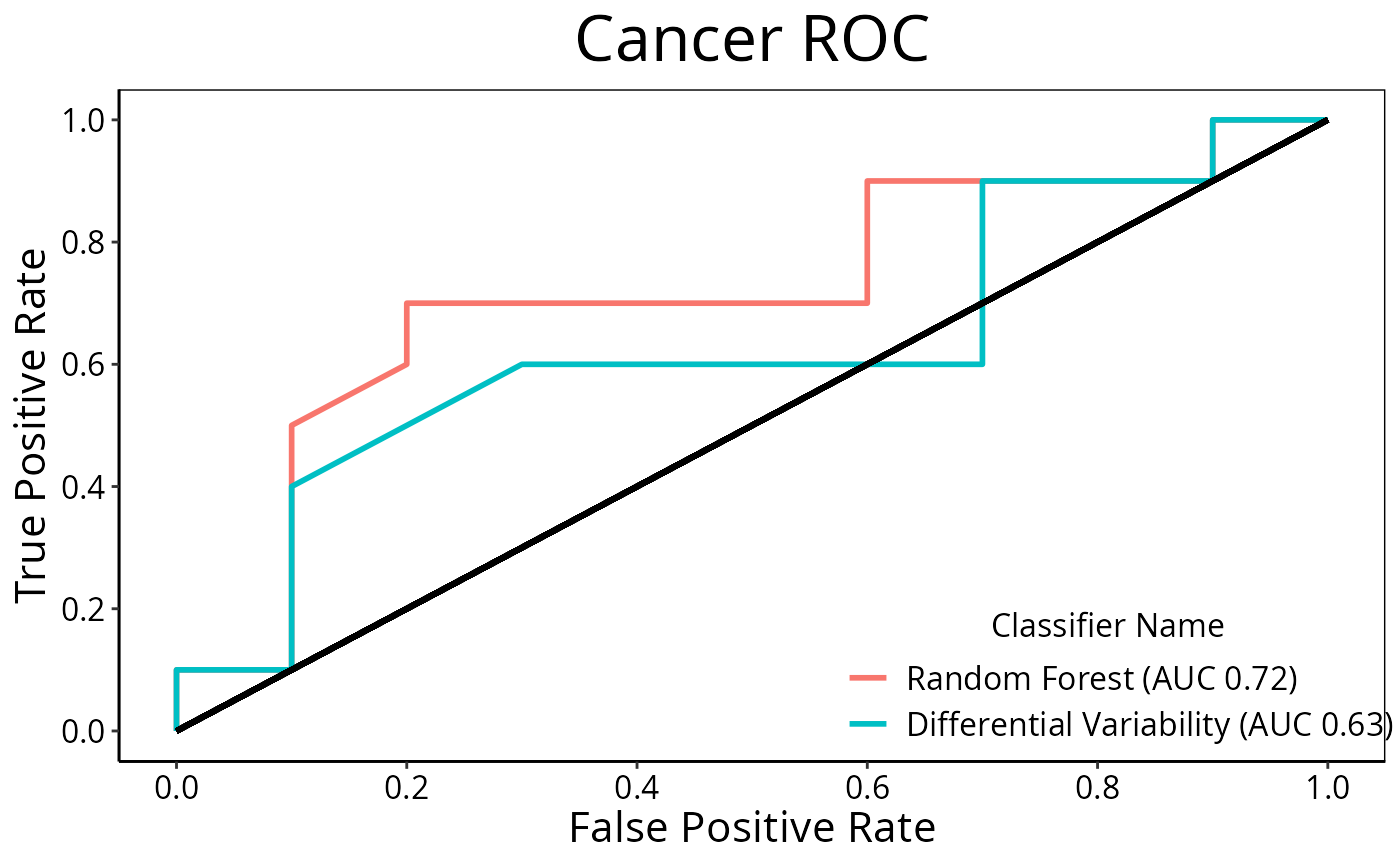 Cancer ROC
True Positive Rate
1.0
0.8
0.6
0.4
0.2
0.0
Classifier Name
Random Forest (AUC 0.72)
Differential Variability (AUC 0.63)
0.0 0.2 0.4 0.6 0.8 1.0
False Positive Rate